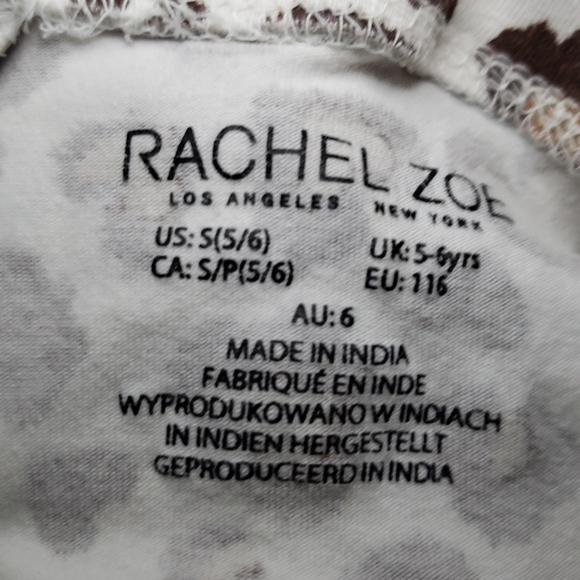 RACHEL ZOE
LOS ANGELES NEW YORK
US: S(5/6) UK: 5-6yrs
CA: S/P(5/6) EU: 116
AU: 6
MADE IN INDIA
FABRIQUÉ EN INDE
WYPRODUKOWANO W INDIACH
IN INDIEN HERGESTELLT
GEPRODUCEERD IN INDIA